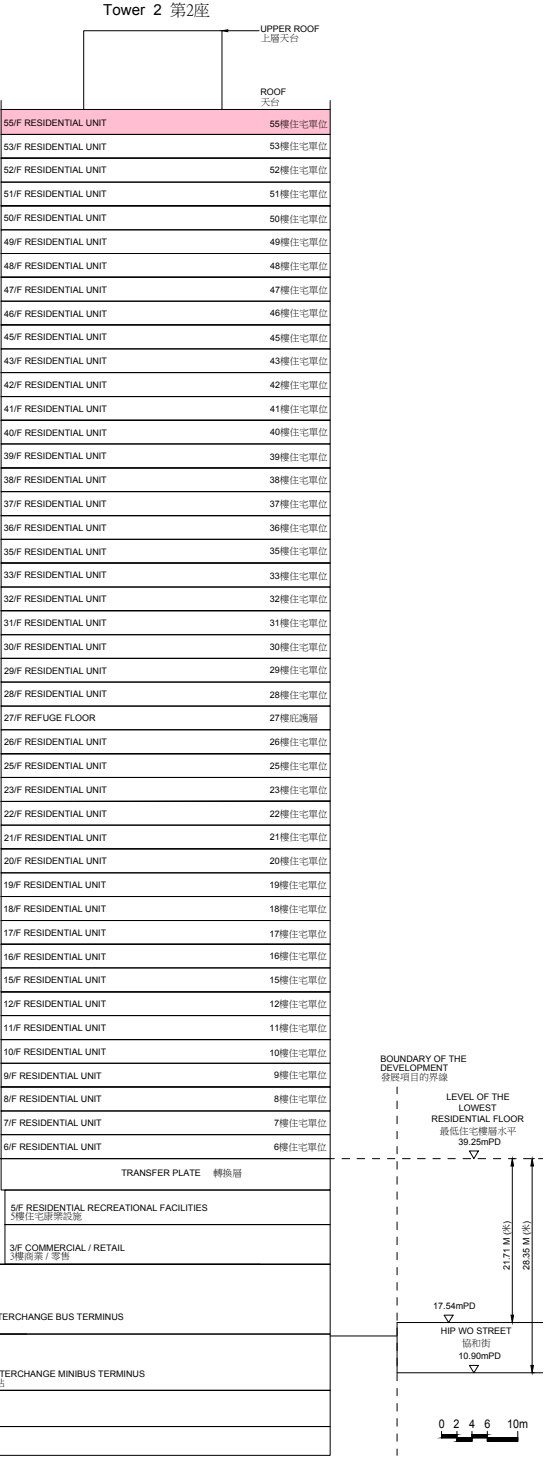 Tower 2 第2座
UPPER ROOF
上層天台
ROOF
天台
55/F RESIDENTIAL UNIT 55樓住宅單位
53/F RESIDENTIAL UNIT 53樓住宅單位
52/F RESIDENTIAL UNIT 52樓住宅單位
51/F RESIDENTIAL UNIT 51樓住宅單位
50/F RESIDENTIAL UNIT 50樓住宅單位
49/F RESIDENTIAL UNIT 49樓住宅單位
48/F RESIDENTIAL UNIT 48樓住宅單位
47/F RESIDENTIAL UNIT 47樓住宅單位
46/F RESIDENTIAL UNIT 46樓住宅單位
45/F RESIDENTIAL UNIT 45樓住宅單位
43/F RESIDENTIAL UNIT 43樓住宅單位
42/F RESIDENTIAL UNIT 42樓住宅單位
41/F RESIDENTIAL UNIT 41樓住宅單位
40/F RESIDENTIAL UNIT 40樓住宅單位
39/F RESIDENTIAL UNIT 39樓住宅單位
38/F RESIDENTIAL UNIT 38樓住宅單位
37/F RESIDENTIAL UNIT 37樓住宅單位
36/F RESIDENTIAL UNIT 36樓住宅單位
35/F RESIDENTIAL UNIT 35樓住宅單位
33/F RESIDENTIAL UNIT 33樓住宅單位
32/F RESIDENTIAL UNIT 32樓住宅單位
31/F RESIDENTIAL UNIT 31樓住宅單位
30/F RESIDENTIAL UNIT 30樓住宅單位
29/F RESIDENTIAL UNIT 29樓住宅單位
28/F RESIDENTIAL UNIT 28樓住宅單位
27/F REFUGE FLOOR 27樓庇護層
26/F RESIDENTIAL UNIT 26樓住宅單位
25/F RESIDENTIAL UNIT 25樓住宅單位
23/F RESIDENTIAL UNIT 23樓住宅單位
22/F RESIDENTIAL UNIT 22樓住宅單位
21/F RESIDENTIAL UNIT 21樓住宅單位
20/F RESIDENTIAL UNIT 20樓住宅單位
19/F RESIDENTIAL UNIT 19樓住宅單位
18/F RESIDENTIAL UNIT 18樓住宅單位
17/F RESIDENTIAL UNIT 17樓住宅單位
16/F RESIDENTIAL UNIT 16樓住宅單位
15/F RESIDENTIAL UNIT 15樓住宅單位
12/F RESIDENTIAL UNIT 12樓住宅單位
11/F RESIDENTIAL UNIT 11樓住宅單位
10/F RESIDENTIAL UNIT 10樓住宅單位
9/F RESIDENTIAL UNIT 9樓住宅單位
8/F RESIDENTIAL UNIT 8樓住宅單位
7/F RESIDENTIAL UNIT 7樓住宅單位
6/F RESIDENTIAL UNIT 6樓住宅單位
BOUNDARY OF THE
DEVELOPMENT
發展項目的界線
LEVEL OF THE
LOWEST
RESIDENTIAL FLOOR
最低住宅樓層水平
39.25mPD
TRANSFER PLATE 轉換層
5/F RESIDENTIAL RECREATIONAL FACILITIES
5樓住宅康樂設施
3/F COMMERCIAL / RETAIL
3樓商業 / 零售
21.71 M (米)
28.35 M (米)
TERCHANGE BUS TERMINUS
17.54mPD
HIP WO STREET
協和街
10.90mPD
TERCHANGE MINIBUS TERMINUS
站
0 2 4 6 10m